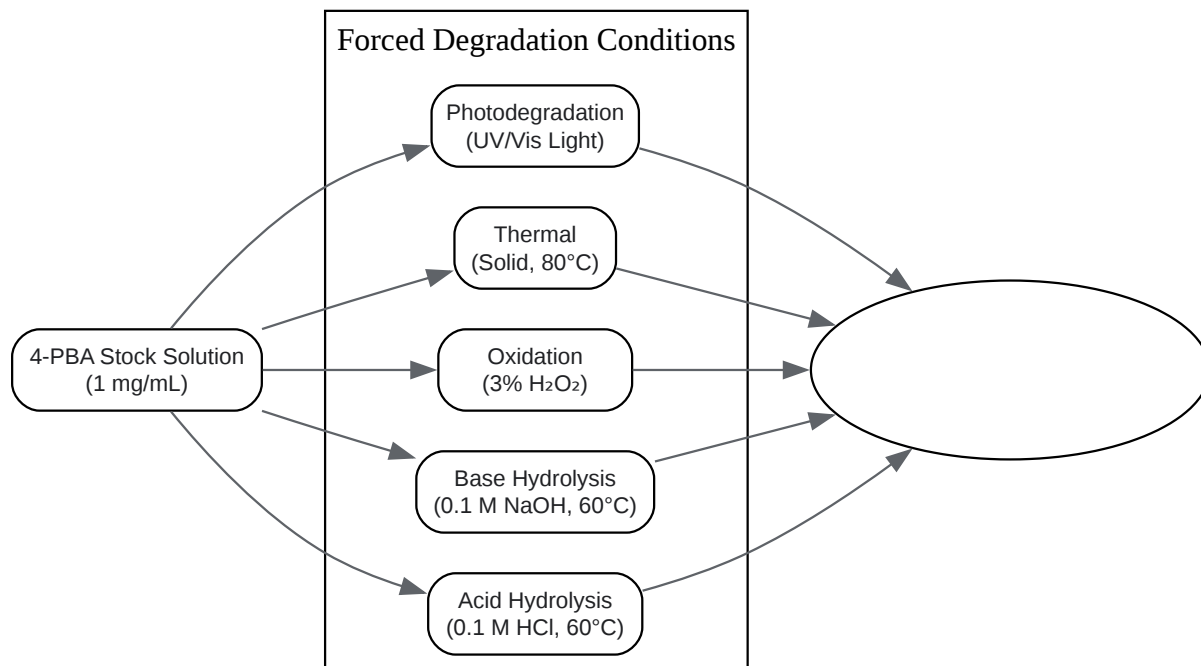 Forced Degradation Conditions
Photodegradation
(UV/Vis Light)
Thermal
(Solid, 80°C)
4-PBA Stock Solution
(1 mg/mL)
Oxidation
(3% H₂O₂)
Base Hydrolysis
(0.1 M NaOH, 60°C)
Acid Hydrolysis
(0.1 M HCl, 60°C)